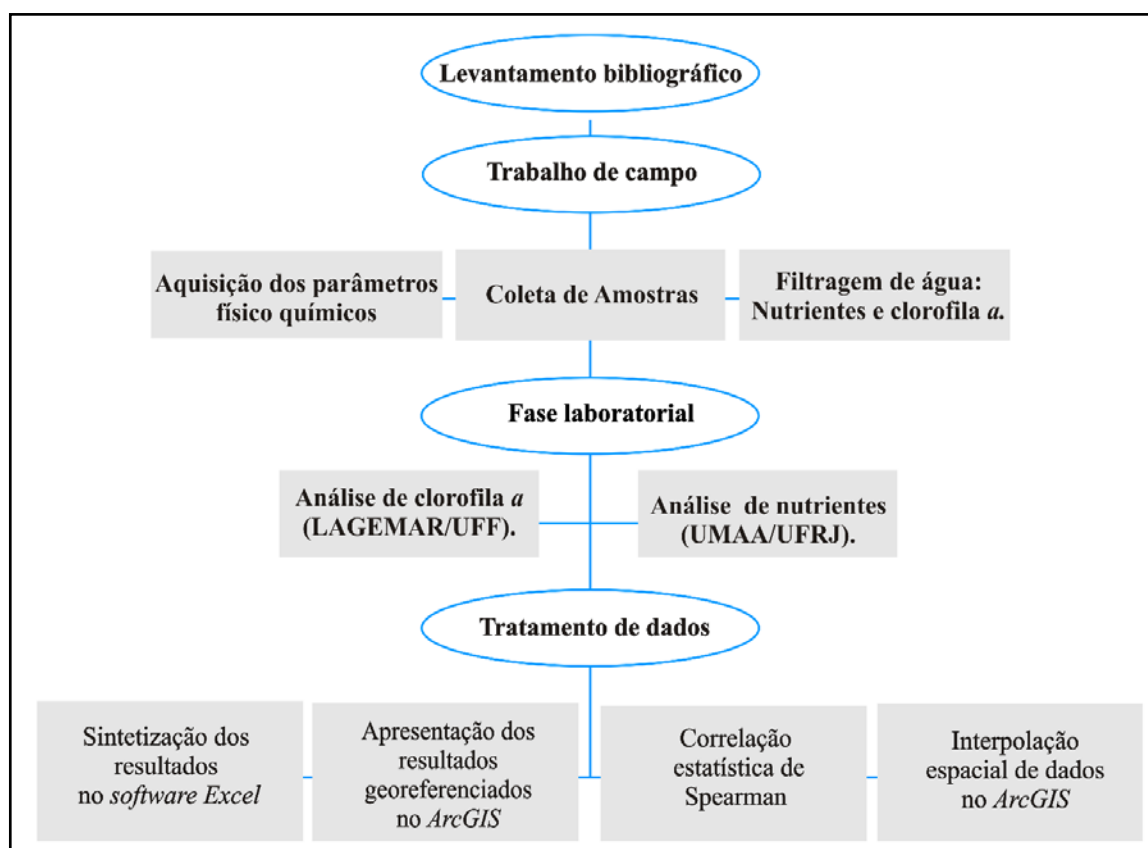 Levantamento bibliográfico
Trabalho de campo
Aquisição dos parâmetros
físico químicos
Coleta de Amostras
Filtragem de água:
Nutrientes e clorofila a.
Fase laboratorial
Análise de clorofila a
(LAGEMAR/UFF).
Análise de nutrientes
(UMAA/UFRJ).
Tratamento de dados
Sintetização dos
resultados
no software Excel
Apresentação dos
resultados
georeferenciados
no ArcGIS
Correlação
estatística de
Spearman
Interpolação
espacial de dados
no ArcGIS